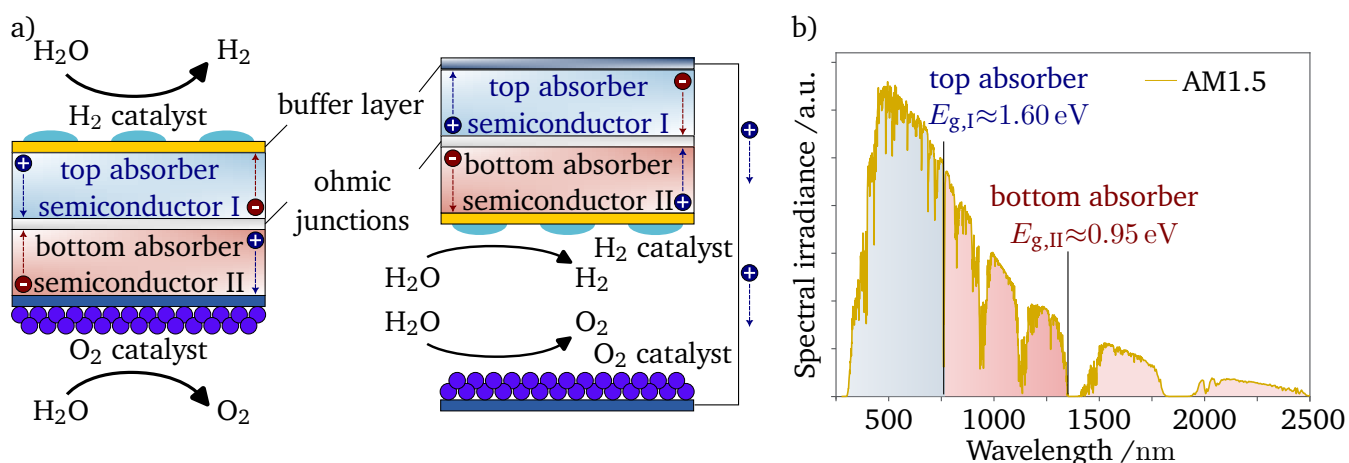 a)
H₂O
H₂
H₂ catalyst
+
top absorber
semiconductor I
-
bottom absorber
+
semiconductor II
-
O₂ catalyst
H₂O
O₂
buffer layer
ohmic
junctions
top absorber
-
semiconductor I
+
bottom absorber
-
semiconductor II
+
H₂ catalyst
H₂O
H₂
H₂O
O₂
O₂ catalyst
+
+
b)
Spectral irradiance /a.u.
top absorber
E_g,I≈1.60 eV
AM1.5
bottom absorber
E_g,II≈0.95 eV
500 1000 1500 2000 2500
Wavelength /nm